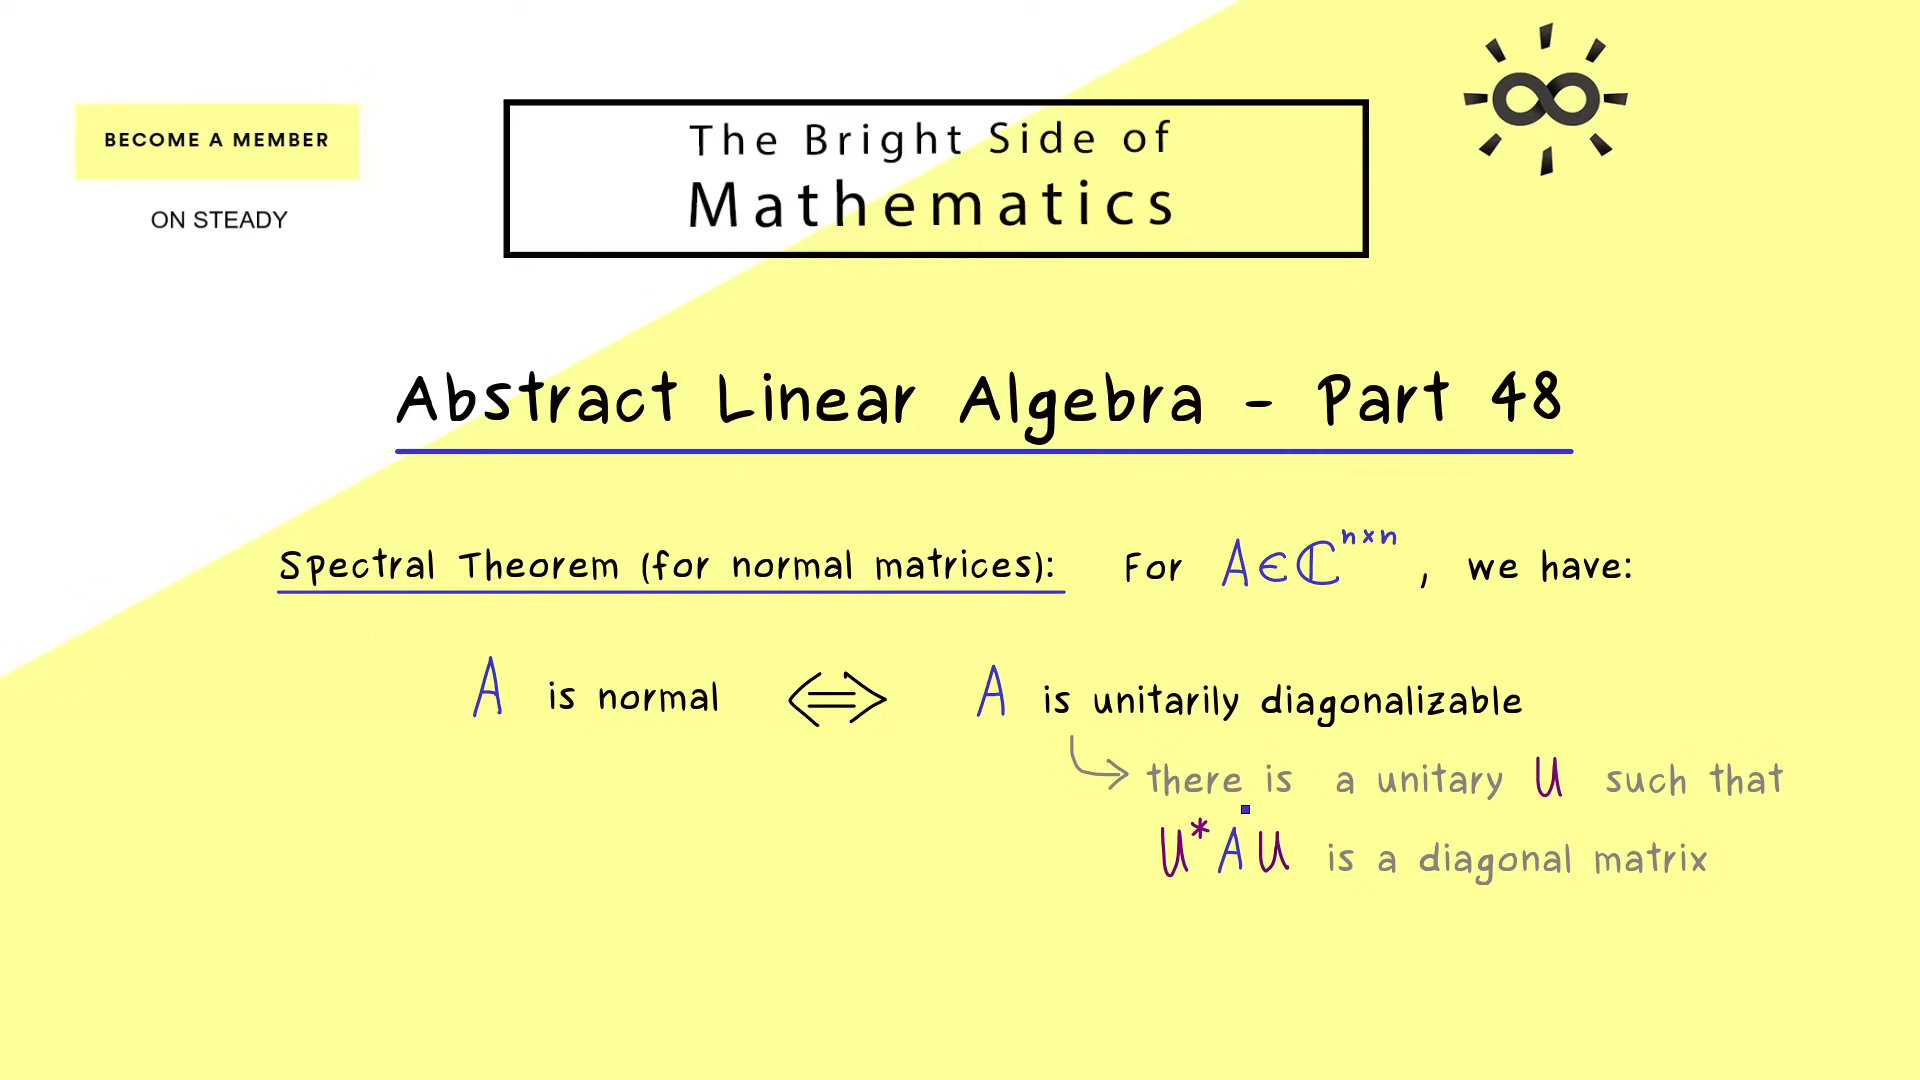 BECOME A MEMBER
ON STEADY
The Bright Side of
Mathematics
Abstract Linear Algebra - Part 48
Spectral Theorem (for normal matrices): For A∈ℂⁿˣⁿ, we have:
A is normal ⟺ A is unitarily diagonalizable
↳ there is a unitary U such that
U*AU is a diagonal matrix